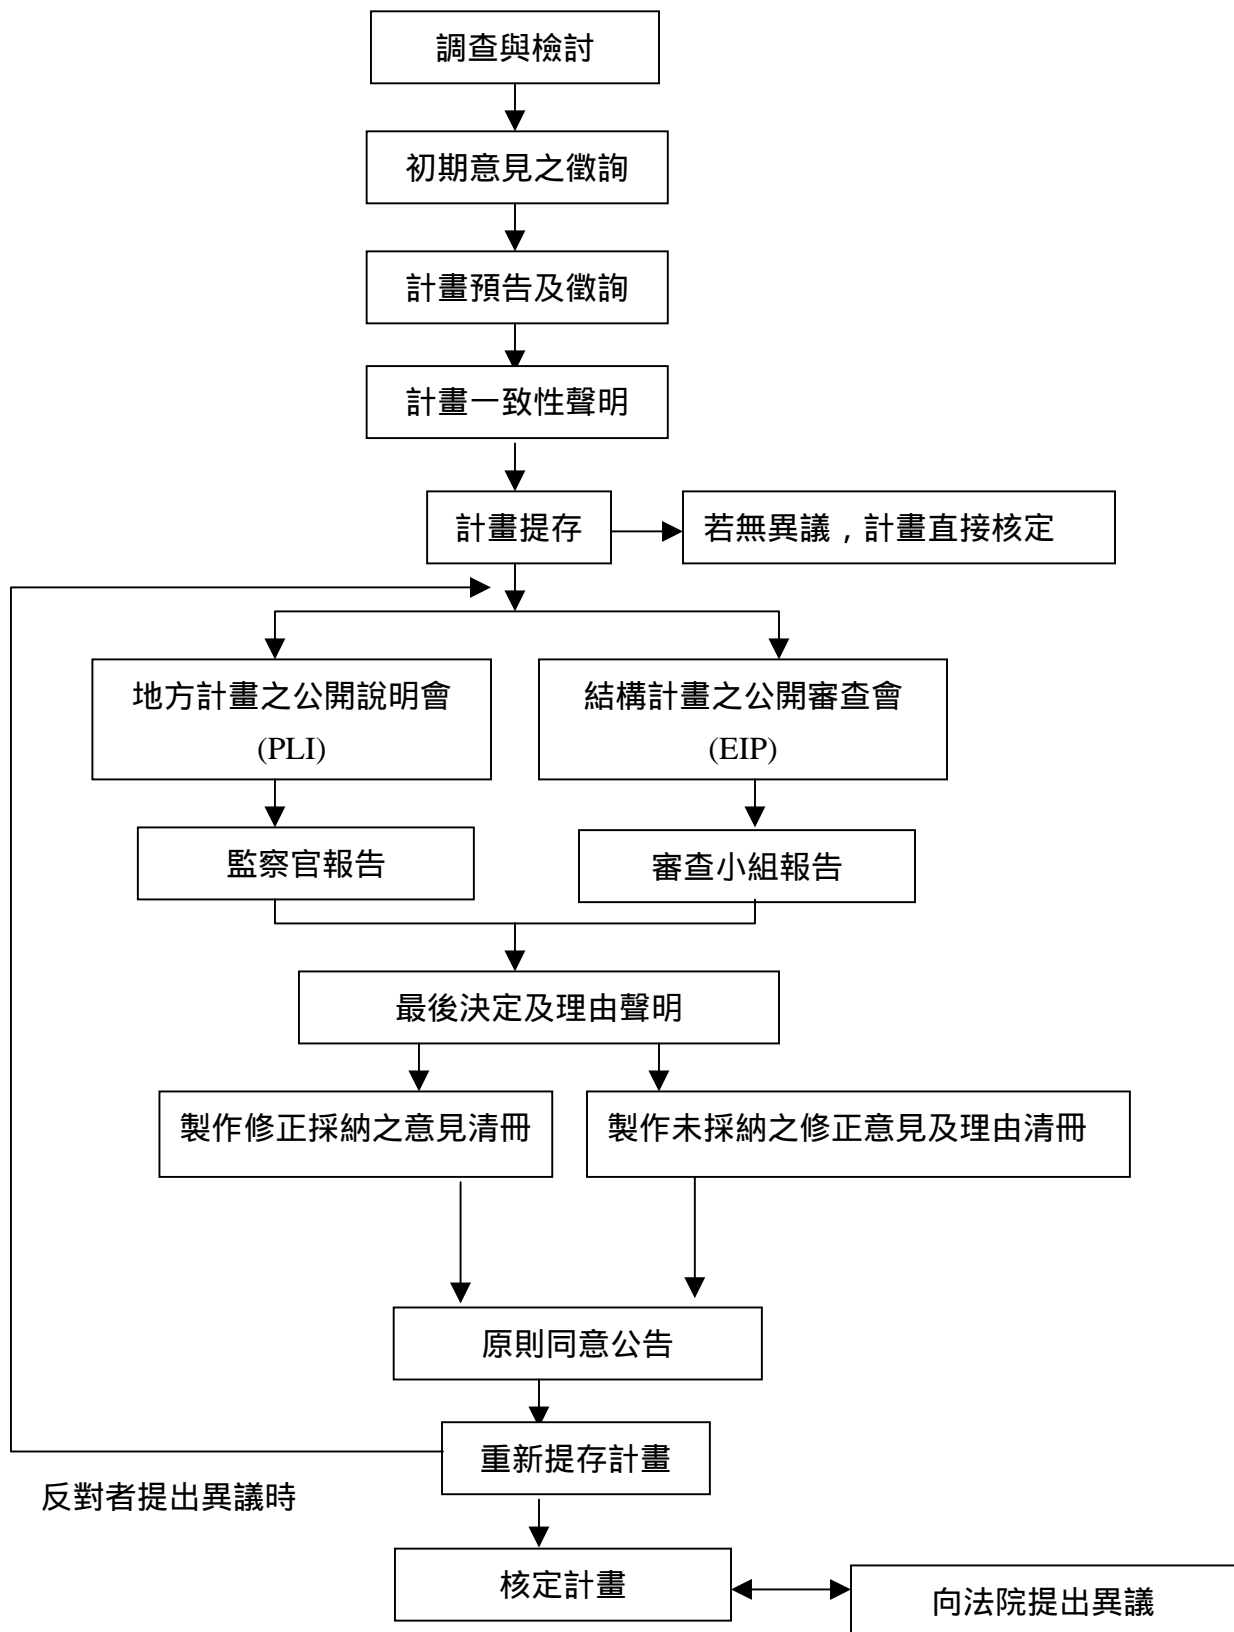 調查與檢討
初期意見之徵詢
計畫預告及徵詢
計畫一致性聲明
計畫提存
若無異議，計畫直接核定
地方計畫之公開說明會
(PLI)
結構計畫之公開審查會
(EIP)
監察官報告
審查小組報告
最後決定及理由聲明
製作修正採納之意見清冊
製作未採納之修正意見及理由清冊
原則同意公告
重新提存計畫
反對者提出異議時
核定計畫
向法院提出異議